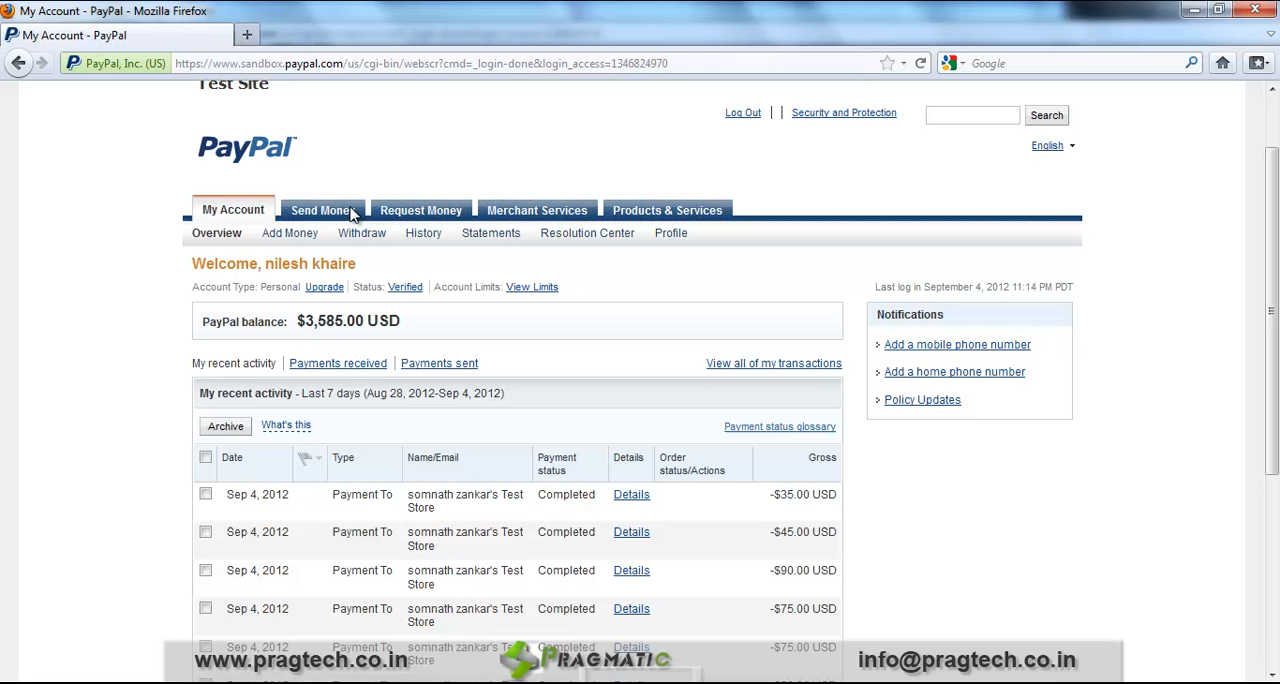 My Account - PayPal - Mozilla Firefox
My Account - PayPal
PayPal, Inc. (US) https://www.sandbox.paypal.com/us/cgi-bin/webscr?cmd=_login-done&login_access=1346824970 Google
Test Site
Log Out | | Security and Protection Search
PayPal™
English
My Account Send Money Request Money Merchant Services Products & Services
Overview Add Money Withdraw History Statements Resolution Center Profile
Welcome, nilesh khaire
Account Type: Personal Upgrade | Status: Verified | Account Limits: View Limits Last log in September 4, 2012 11:14 PM PDT
PayPal balance: $3,585.00 USD
Notifications
Add a mobile phone number
Add a home phone number
Policy Updates
My recent activity | Payments received | Payments sent View all of my transactions
My recent activity - Last 7 days (Aug 28, 2012-Sep 4, 2012)
Archive What's this Payment status glossary
Date Type Name/Email Payment status Details Order status/Actions Gross
Sep 4, 2012 Payment To somnath zankar's Test Store Completed Details -$35.00 USD
Sep 4, 2012 Payment To somnath zankar's Test Store Completed Details -$45.00 USD
Sep 4, 2012 Payment To somnath zankar's Test Store Completed Details -$90.00 USD
Sep 4, 2012 Payment To somnath zankar's Test Store Completed Details -$75.00 USD
Sep 4, 2012 Payment To somnath zankar's Test Store Completed Details -$75.00 USD
www.pragtech.co.in PRAGMATIC info@pragtech.co.in